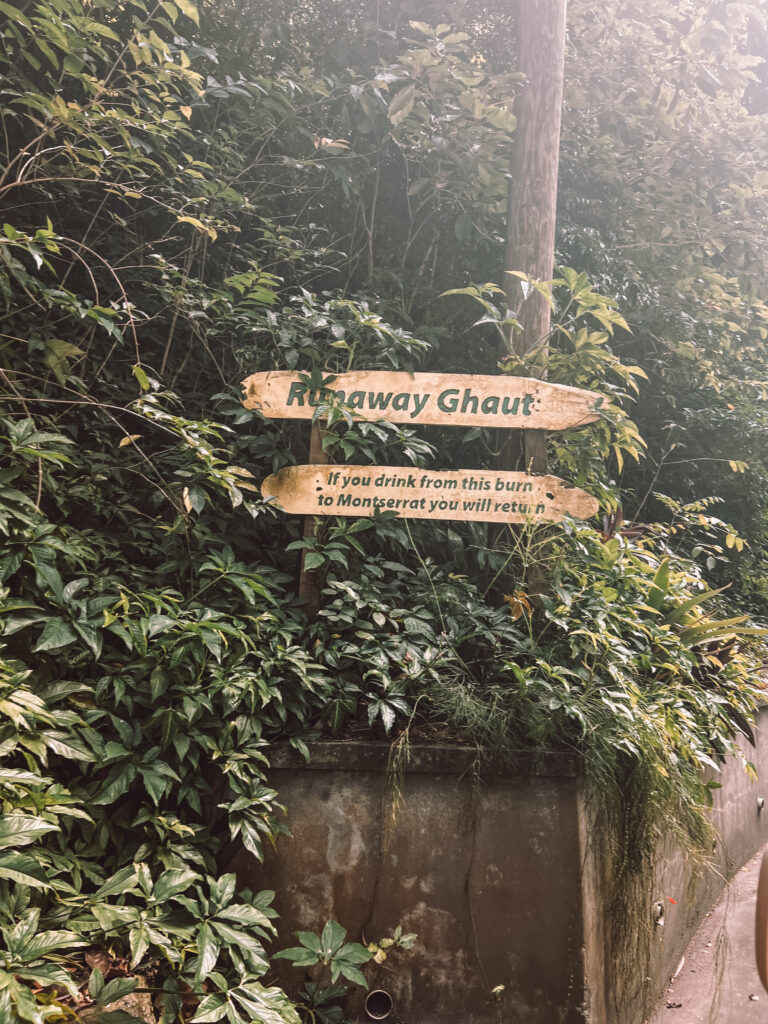 Runaway Ghaut
If you drink from this burn
to Montserrat you will return